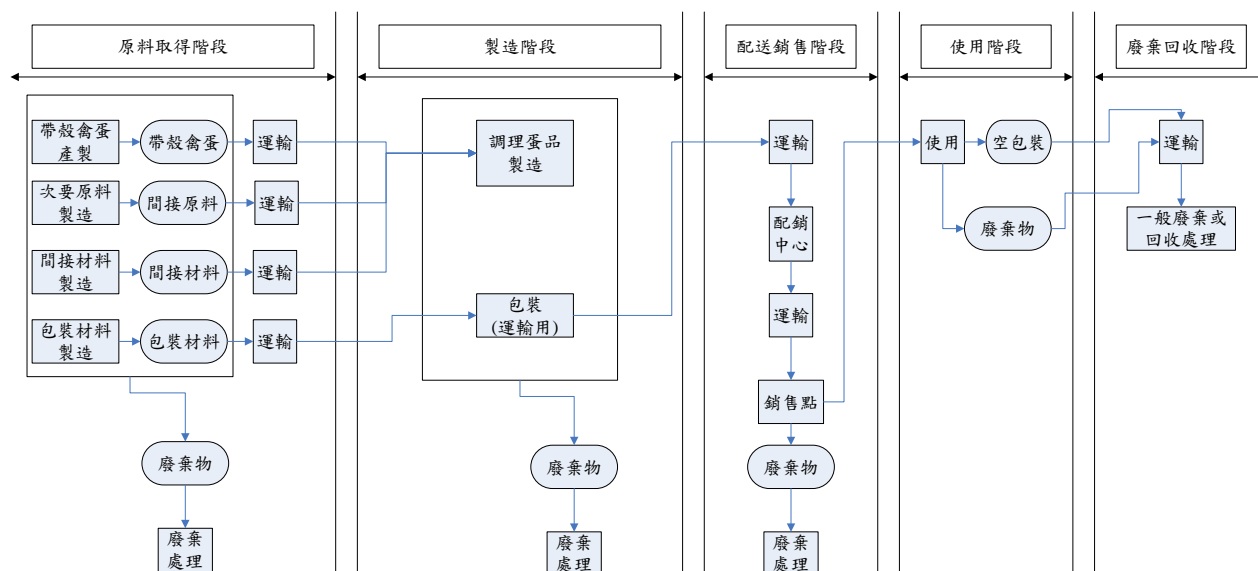 原料取得階段
製造階段
配送銷售階段
使用階段
廢棄回收階段
帶殼禽蛋
產製
帶殼禽蛋
運輸
次要原料
製造
間接原料
運輸
間接材料
製造
間接材料
運輸
包裝材料
製造
包裝材料
運輸
廢棄物
廢棄
處理
調理蛋品
製造
包裝
(運輸用)
廢棄物
廢棄
處理
運輸
配銷
中心
運輸
銷售點
廢棄物
廢棄
處理
使用
空包裝
廢棄物
運輸
一般廢棄或
回收處理